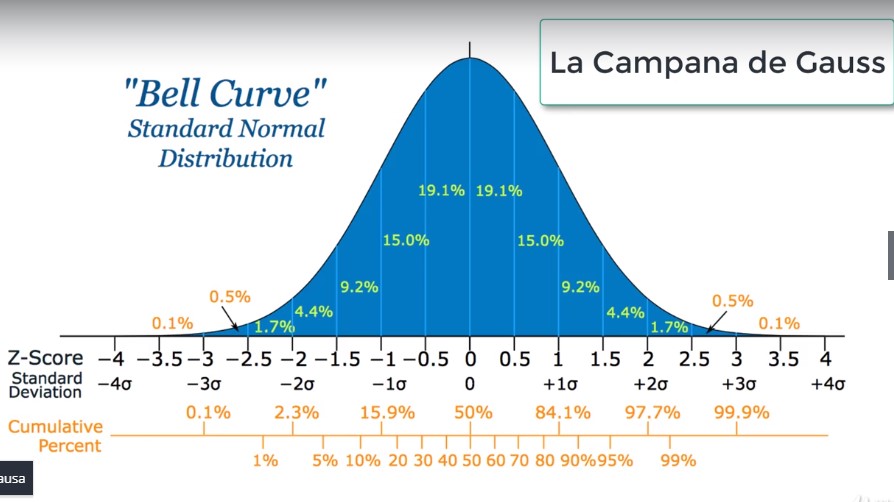 La Campana de Gauss
"Bell Curve"
Standard Normal
Distribution
19.1% 19.1%
15.0% 15.0%
9.2% 9.2%
4.4% 4.4%
1.7% 1.7%
0.5% 0.5%
0.1% 0.1%
Z-Score −4 −3.5 −3 −2.5 −2 −1.5 −1 −0.5 0 0.5 1 1.5 2 2.5 3 3.5 4
Standard
Deviation −4σ −3σ −2σ −1σ 0 +1σ +2σ +3σ +4σ
0.1% 2.3% 15.9% 50% 84.1% 97.7% 99.9%
Cumulative
Percent
1% 5% 10% 20 30 40 50 60 70 80 90% 95% 99%
ausa